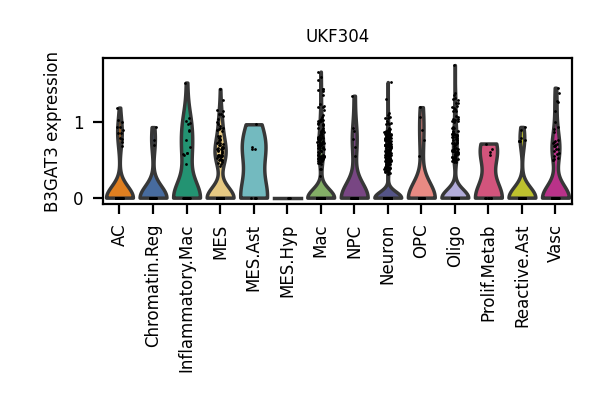 UKF304
B3GAT3 expression
1
0
AC
Chromatin.Reg
Inflammatory.Mac
MES
MES.Ast
MES.Hyp
Mac
NPC
Neuron
OPC
Oligo
Prolif.Metab
Reactive.Ast
Vasc